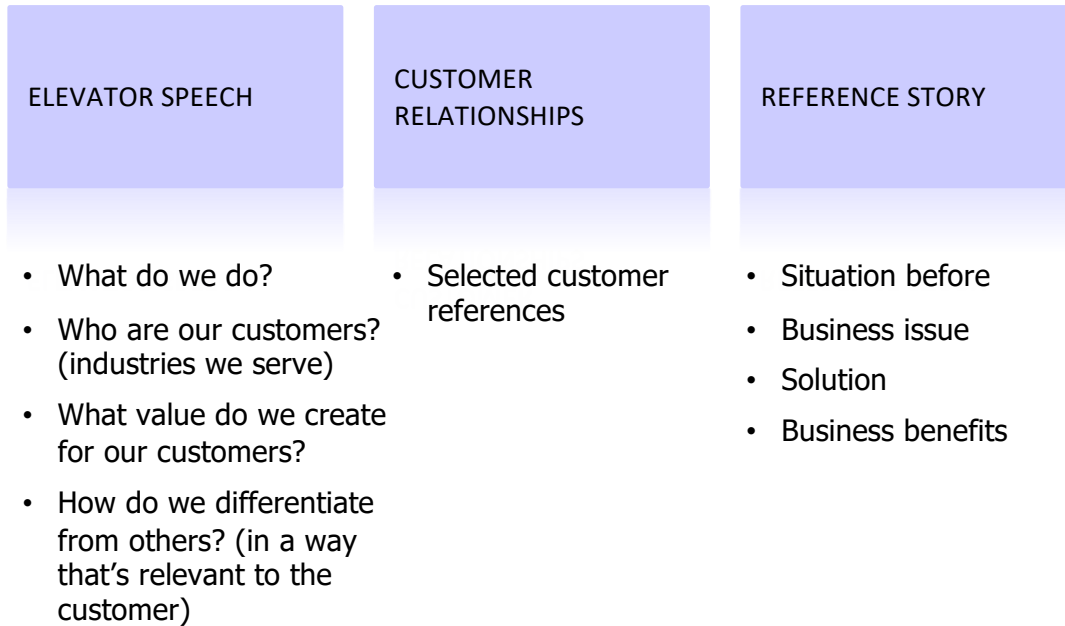 ELEVATOR SPEECH
CUSTOMER
RELATIONSHIPS
REFERENCE STORY
• What do we do?
• Who are our customers?
(industries we serve)
• What value do we create
for our customers?
• How do we differentiate
from others? (in a way
that’s relevant to the
customer)
• Selected customer
references
• Situation before
• Business issue
• Solution
• Business benefits